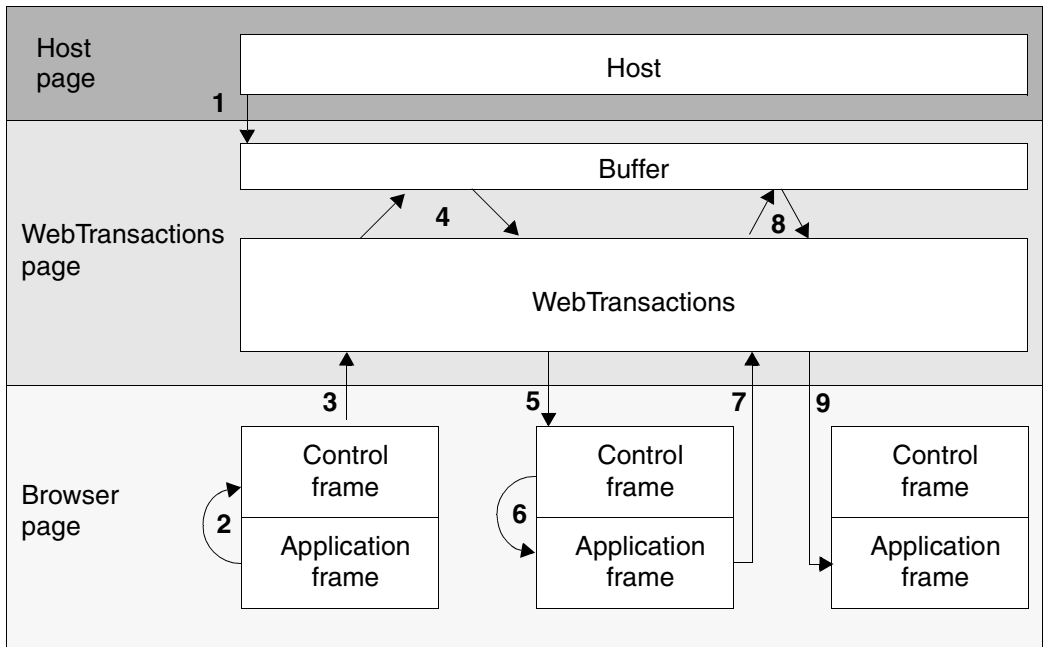 Host
page
Host
1
Buffer
4
8
WebTransactions
page
WebTransactions
3
5
7
9
Browser
page
Control
frame
Control
frame
Control
frame
2
6
Application
frame
Application
frame
Application
frame